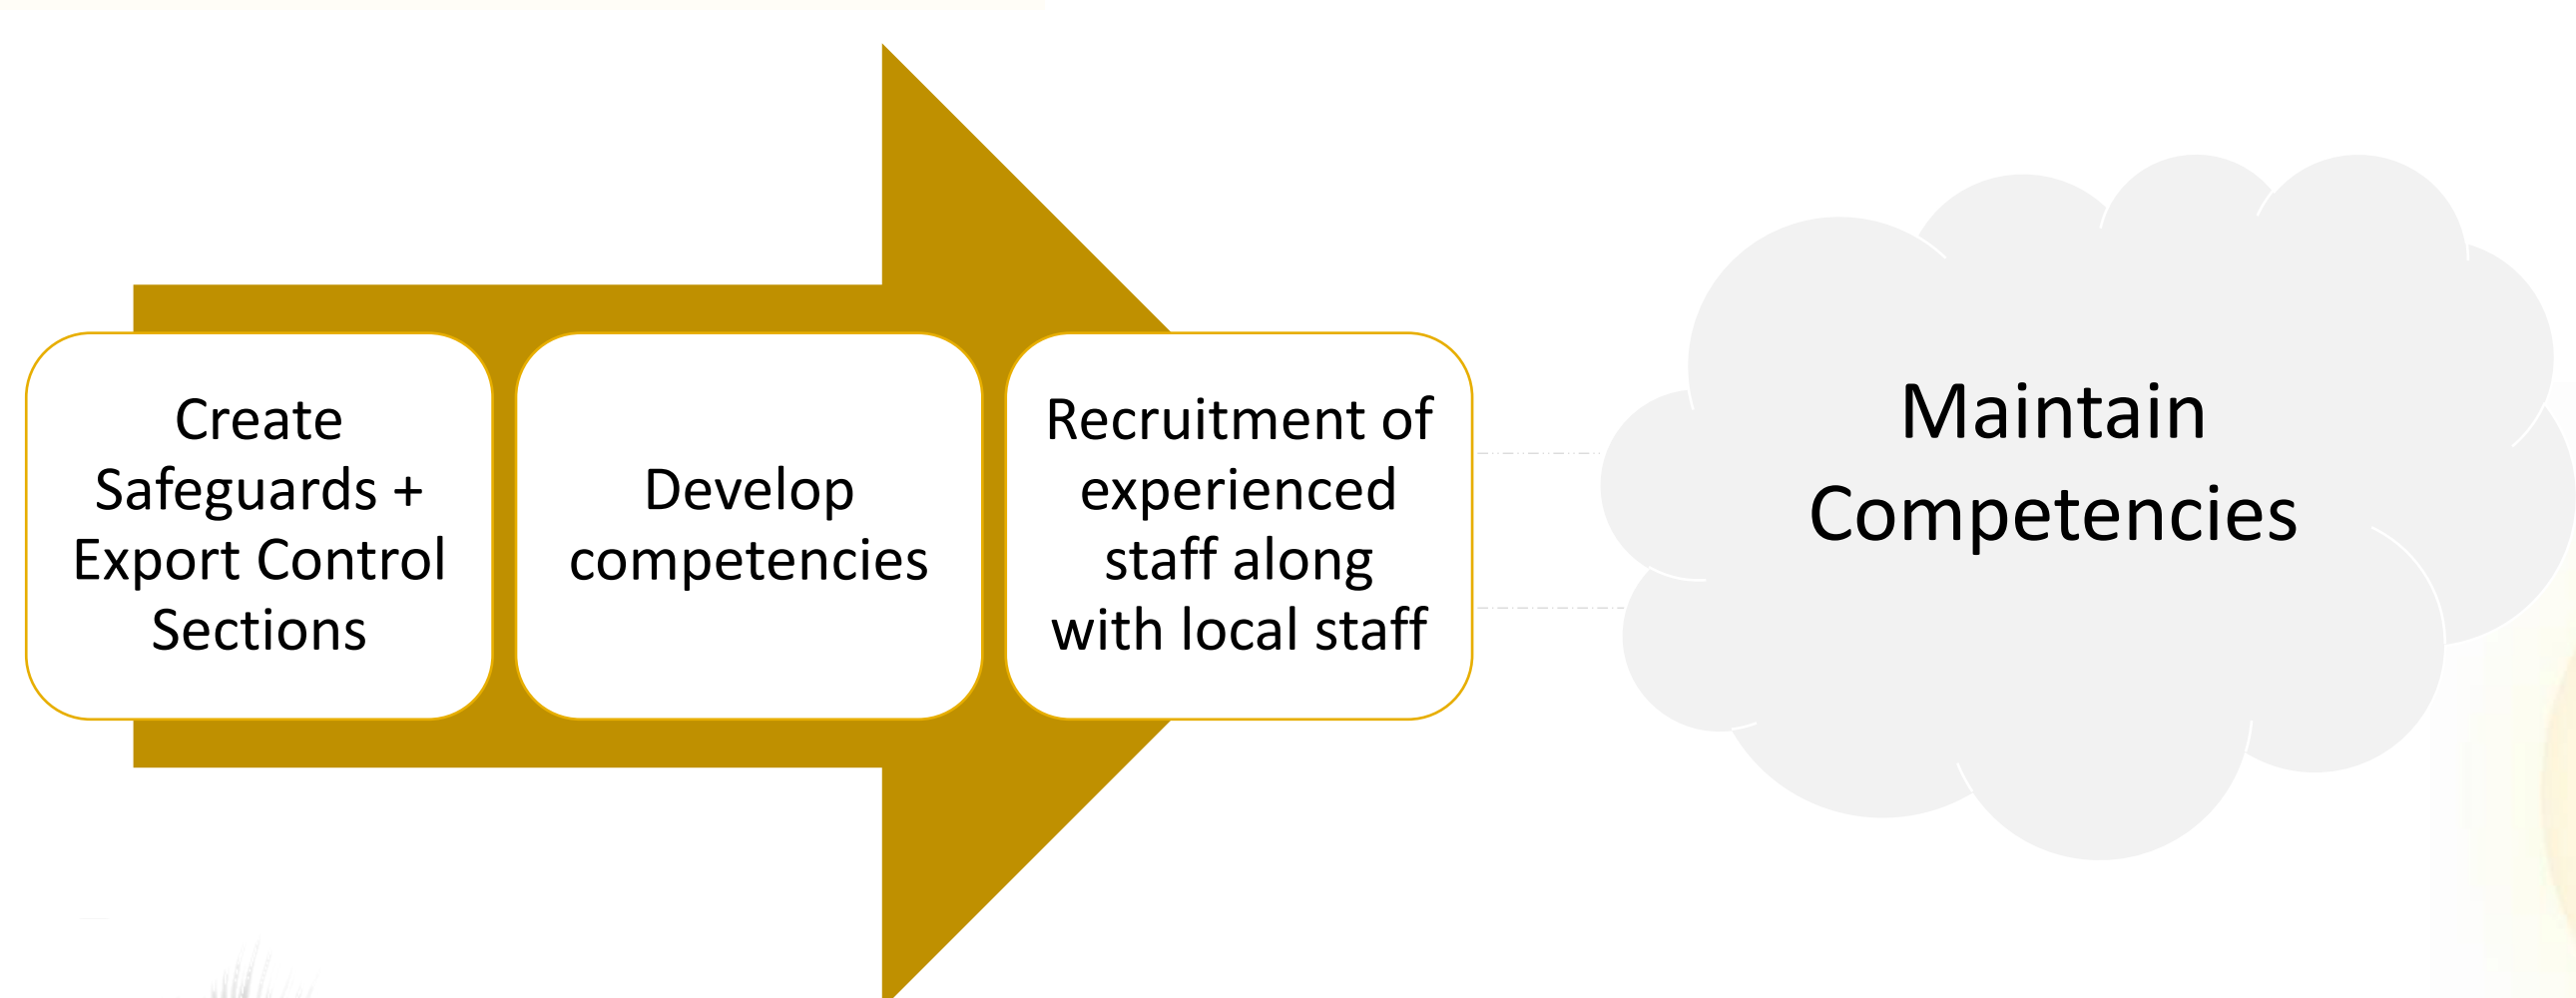 Create
Safeguards +
Export Control
Sections
Develop
competencies
Recruitment of
experienced
staff along
with local staff
Maintain
Competencies